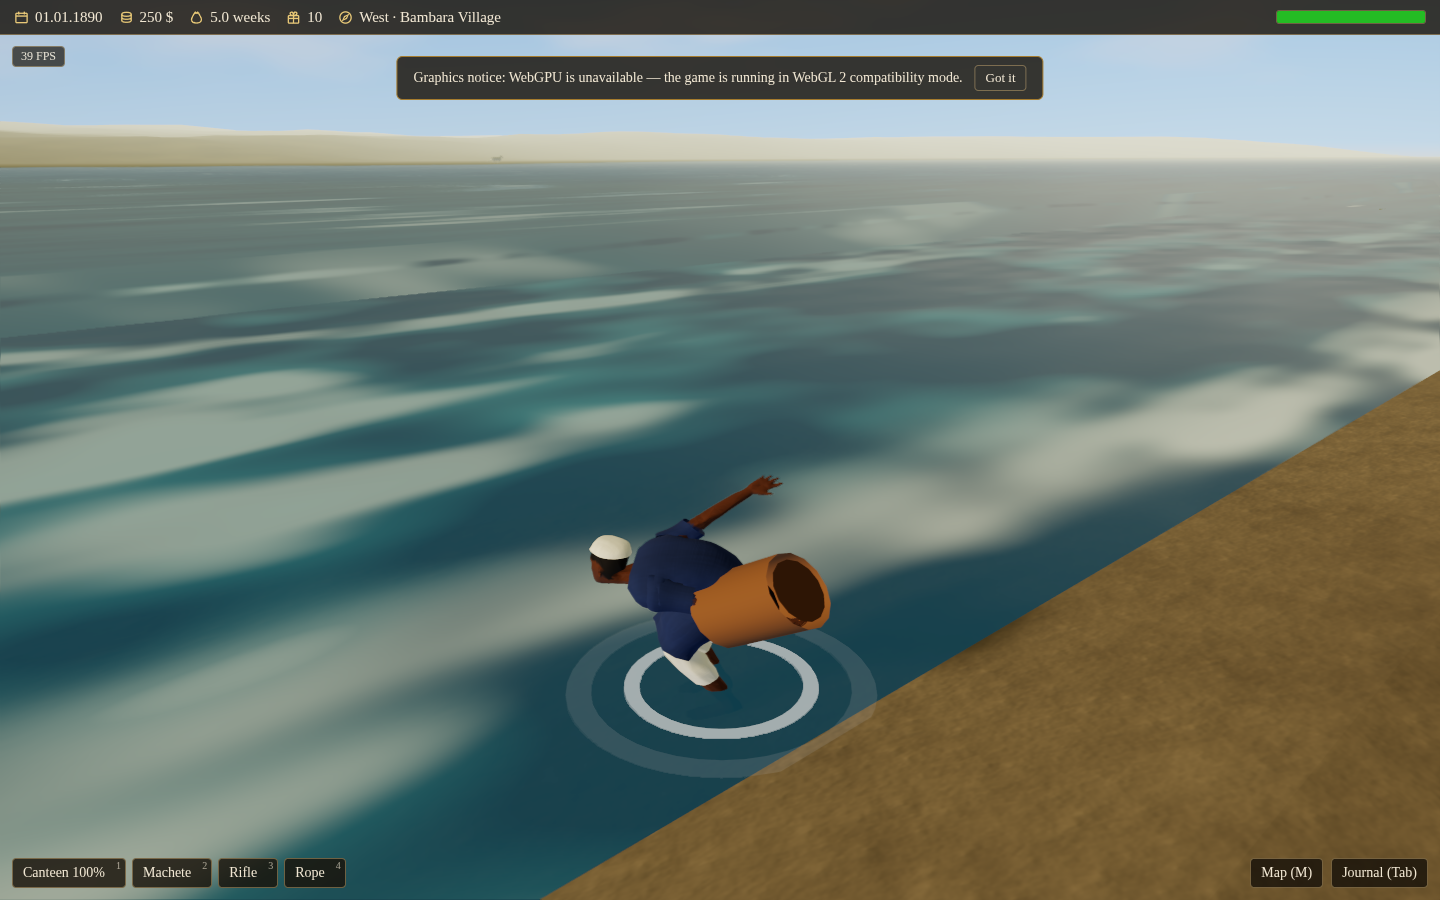 01.01.1890 250 $ 5.0 weeks 10 West · Bambara Village
39 FPS
Graphics notice: WebGPU is unavailable — the game is running in WebGL 2 compatibility mode. Got it
Canteen 100% 1 Machete 2 Rifle 3 Rope 4 Map (M) Journal (Tab)